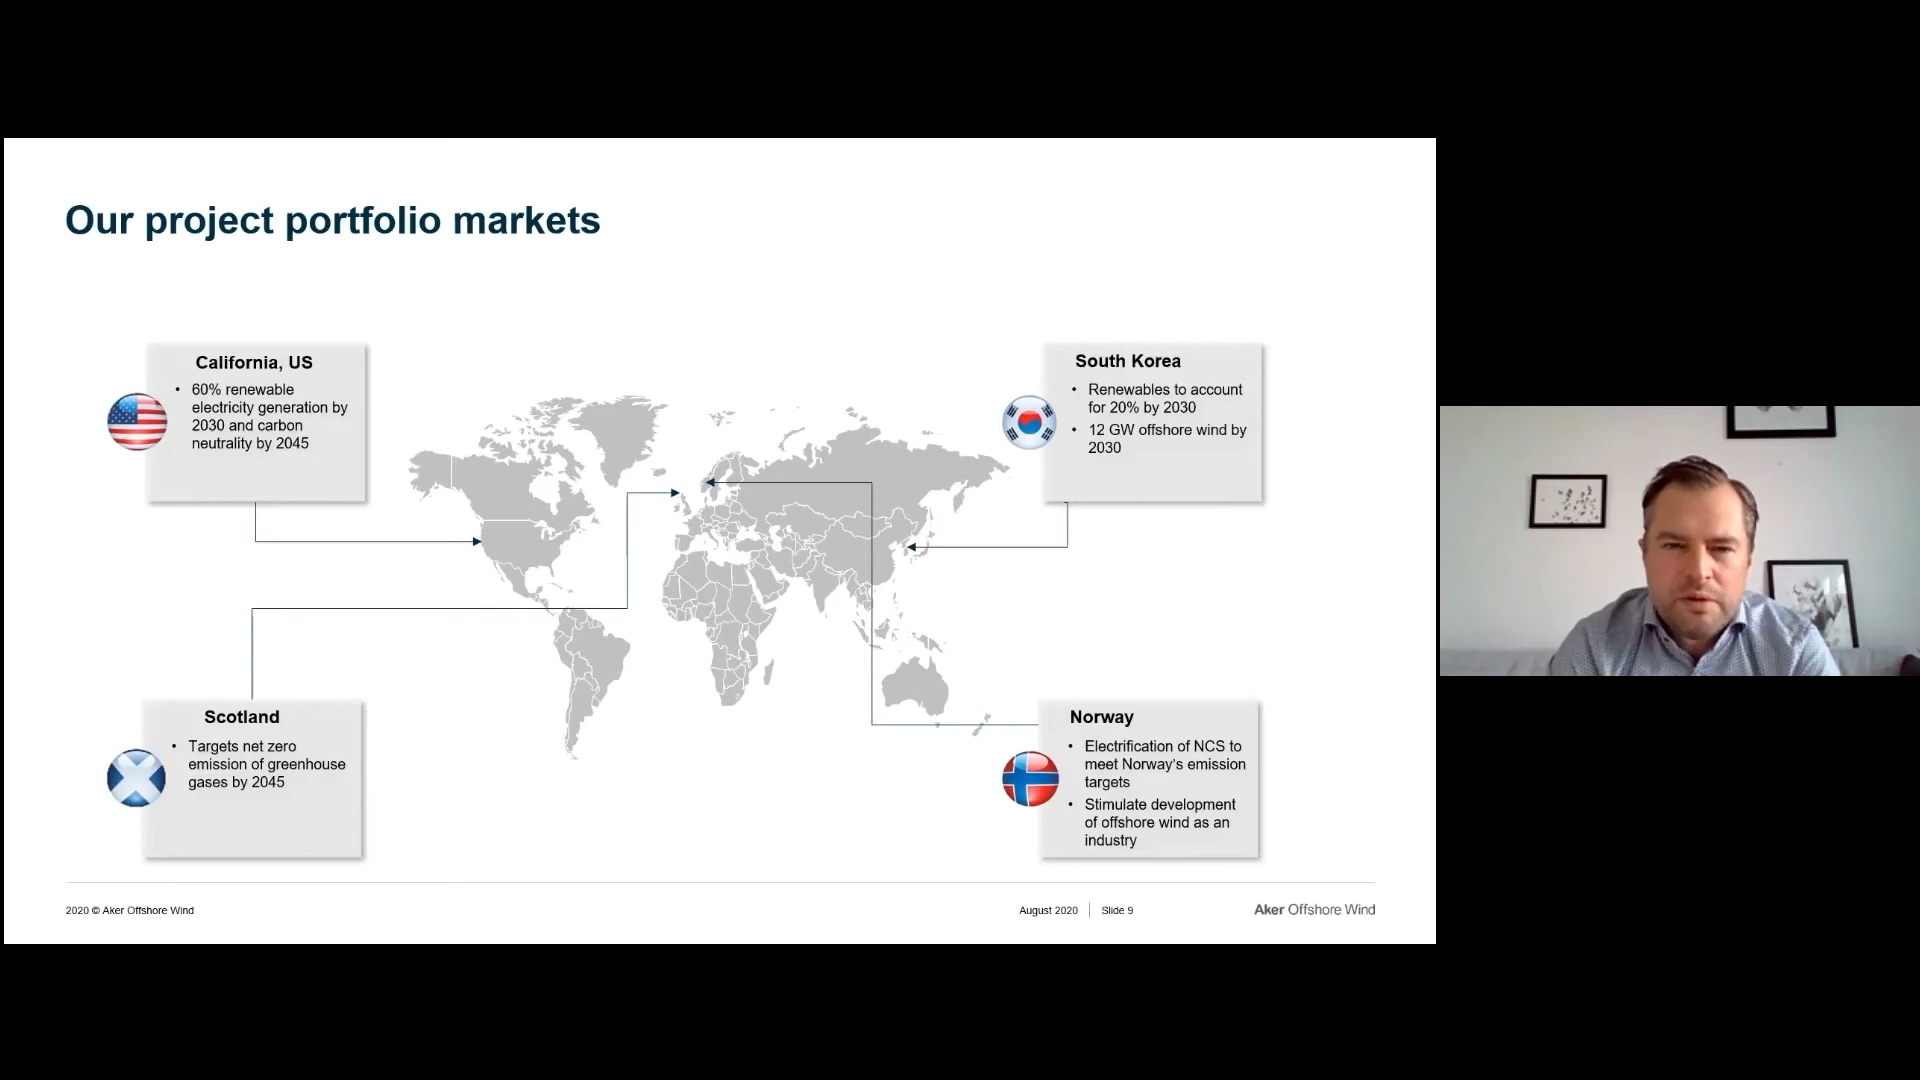 Our project portfolio markets
California, US
• 60% renewable
electricity generation by
2030 and carbon
neutrality by 2045
South Korea
• Renewables to account
for 20% by 2030
• 12 GW offshore wind by
2030
Scotland
• Targets net zero
emission of greenhouse
gases by 2045
Norway
• Electrification of NCS to
meet Norway's emission
targets
• Stimulate development
of offshore wind as an
industry
2020 © Aker Offshore Wind
August 2020 | Slide 9
Aker Offshore Wind